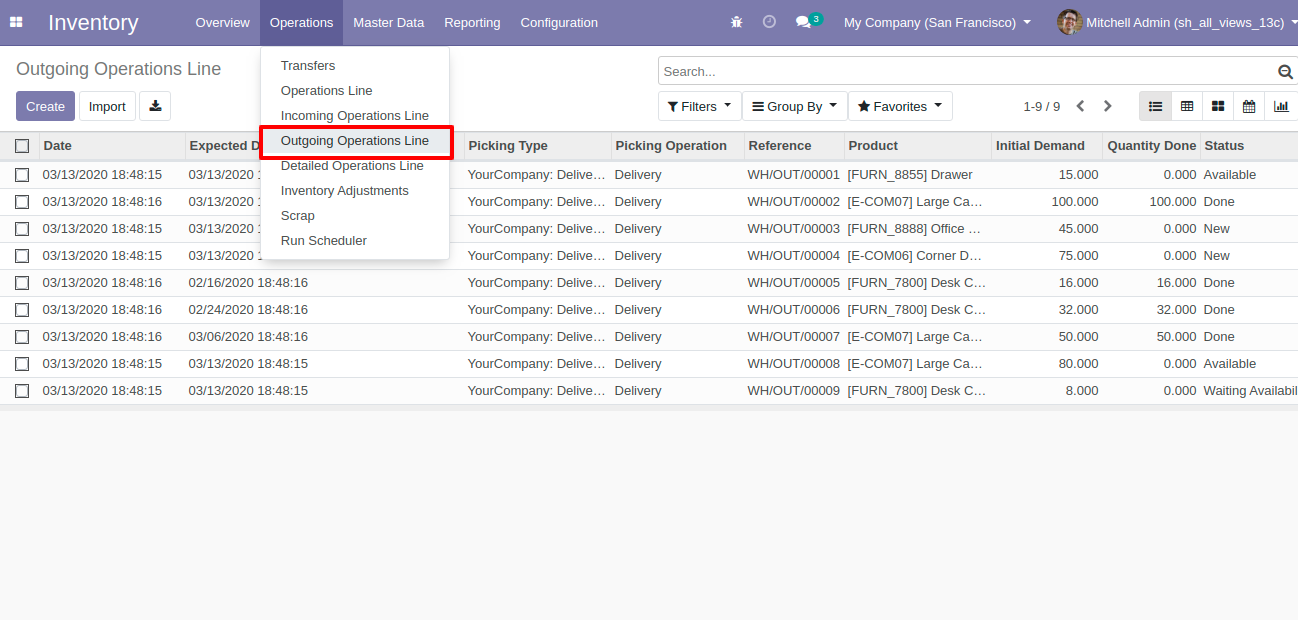 Inventory Overview Operations Master Data Reporting Configuration 3 My Company (San Francisco) Mitchell Admin (sh_all_views_13c)
Outgoing Operations Line
Search...
Create Import
Filters Group By Favorites 1-9 / 9
Transfers
Operations Line
Incoming Operations Line
Outgoing Operations Line
Detailed Operations Line
Inventory Adjustments
Scrap
Run Scheduler
Date Expected D Picking Type Picking Operation Reference Product Initial Demand Quantity Done Status
03/13/2020 18:48:15 03/13/2020 YourCompany: Delive… Delivery WH/OUT/00001 [FURN_8855] Drawer 15.000 0.000 Available
03/13/2020 18:48:16 03/13/2020 YourCompany: Delive… Delivery WH/OUT/00002 [E-COM07] Large Ca… 100.000 100.000 Done
03/13/2020 18:48:15 03/13/2020 YourCompany: Delive… Delivery WH/OUT/00003 [FURN_8888] Office … 45.000 0.000 New
03/13/2020 18:48:15 03/13/2020 YourCompany: Delive… Delivery WH/OUT/00004 [E-COM06] Corner D… 75.000 0.000 New
03/13/2020 18:48:16 02/16/2020 18:48:16 YourCompany: Delive… Delivery WH/OUT/00005 [FURN_7800] Desk C… 16.000 16.000 Done
03/13/2020 18:48:16 02/24/2020 18:48:16 YourCompany: Delive… Delivery WH/OUT/00006 [FURN_7800] Desk C… 32.000 32.000 Done
03/13/2020 18:48:16 03/06/2020 18:48:16 YourCompany: Delive… Delivery WH/OUT/00007 [E-COM07] Large Ca… 50.000 50.000 Done
03/13/2020 18:48:15 03/13/2020 18:48:15 YourCompany: Delive… Delivery WH/OUT/00008 [E-COM07] Large Ca… 80.000 0.000 Available
03/13/2020 18:48:15 03/13/2020 18:48:15 YourCompany: Delive… Delivery WH/OUT/00009 [FURN_7800] Desk C… 8.000 0.000 Waiting Availabil